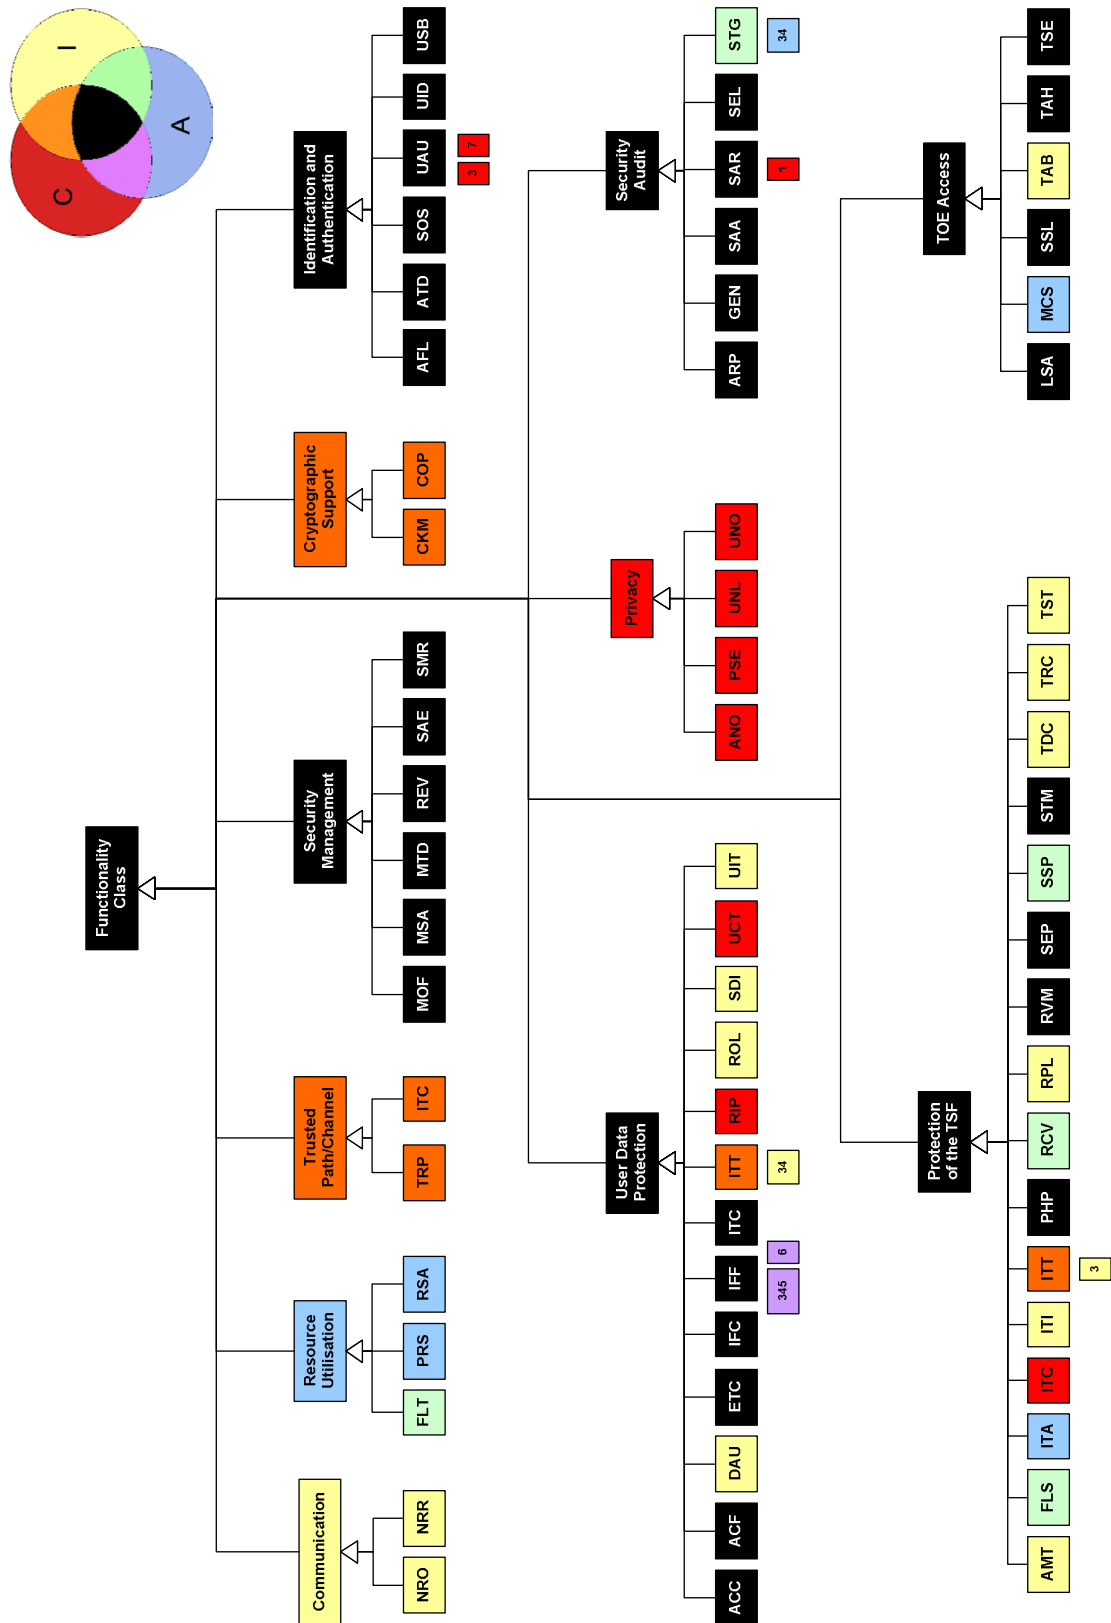 C
I
A
Functionality
Class
Communication
Resource
Utilisation
Trusted
Path/Channel
Security
Management
Cryptographic
Support
Identification and
Authentication
NRO
NRR
FLT
PRS
RSA
TRP
ITC
MOF
MSA
MTD
REV
SAE
SMR
CKM
COP
AFL
ATD
SOS
UAU
UID
USB
3
7
User Data
Protection
Privacy
Security
Audit
ACC
ACF
DAU
ETC
IFC
IFF
ITC
ITT
RIP
ROL
SDI
UCT
UIT
ANO
PSE
UNL
UNO
ARP
GEN
SAA
SAR
SEL
STG
345
6
34
1
34
Protection
of the TSF
TOE Access
AMT
FLS
ITA
ITC
ITI
ITT
PHP
RCV
RPL
RVM
SEP
SSP
STM
TDC
TRC
TST
LSA
MCS
SSL
TAB
TAH
TSE
3